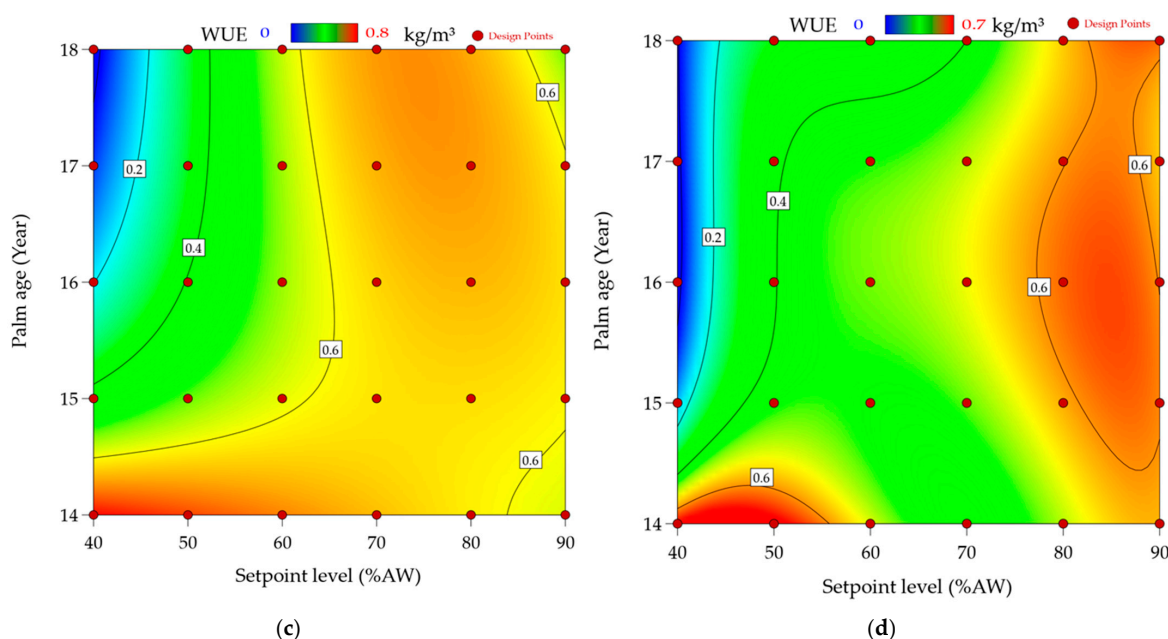 WUE 0 0.8 kg/m³ Design Points
18
17
16
15
14
Palm age (Year)
0.2
0.4
0.6
0.6
0.6
40 50 60 70 80 90
Setpoint level (%AW)
(c)
WUE 0 0.7 kg/m³ Design Points
18
17
16
15
14
Palm age (Year)
0.6
0.4
0.2
0.6
0.6
40 50 60 70 80 90
Setpoint level (%AW)
(d)